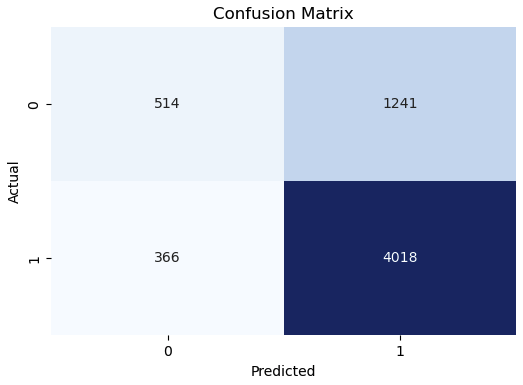 Confusion Matrix
0
514
1241
Actual
1
366
4018
0
1
Predicted